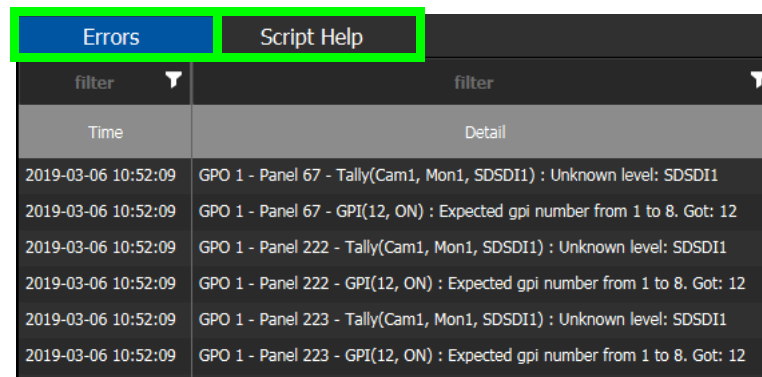 Errors Script Help
filter filter
Time Detail
2019-03-06 10:52:09 GPO 1 - Panel 67 - Tally(Cam1, Mon1, SDSDI1) : Unknown level: SDSDI1
2019-03-06 10:52:09 GPO 1 - Panel 67 - GPI(12, ON) : Expected gpi number from 1 to 8. Got: 12
2019-03-06 10:52:09 GPO 1 - Panel 222 - Tally(Cam1, Mon1, SDSDI1) : Unknown level: SDSDI1
2019-03-06 10:52:09 GPO 1 - Panel 222 - GPI(12, ON) : Expected gpi number from 1 to 8. Got: 12
2019-03-06 10:52:09 GPO 1 - Panel 223 - Tally(Cam1, Mon1, SDSDI1) : Unknown level: SDSDI1
2019-03-06 10:52:09 GPO 1 - Panel 223 - GPI(12, ON) : Expected gpi number from 1 to 8. Got: 12